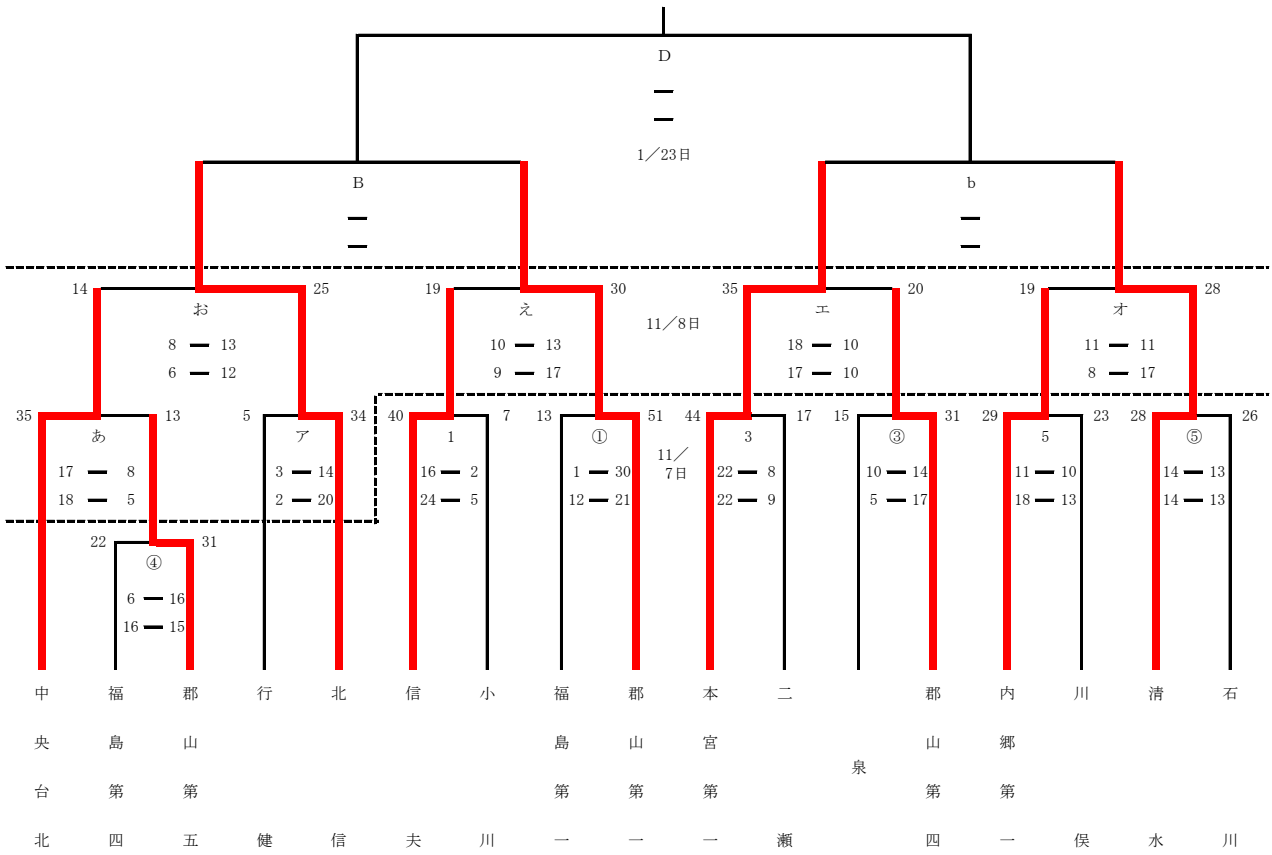 D
1／23日
B b
14 25 19 30 35 20 19 28
お え エ オ
11／8日
8 13 10 13 18 10 11 11
6 12 9 17 17 10 8 17
35 13 5 34 40 7 13 51 44 17 15 31 29 23 28 26
あ ア 1 ① 3 ③ 5 ⑤
11／
7日
17 8 3 14 16 2 1 30 22 8 10 14 11 10 14 13
18 5 2 20 24 5 12 21 22 9 5 17 18 13 14 13
22 31
④
6 16
16 15
中央台北
福島第四
郡山第五
行健
北信
信夫
小川
福島第一
郡山第一
本宮第一
二瀬
泉
郡山第四
内郷第一
川俣
清水
石川